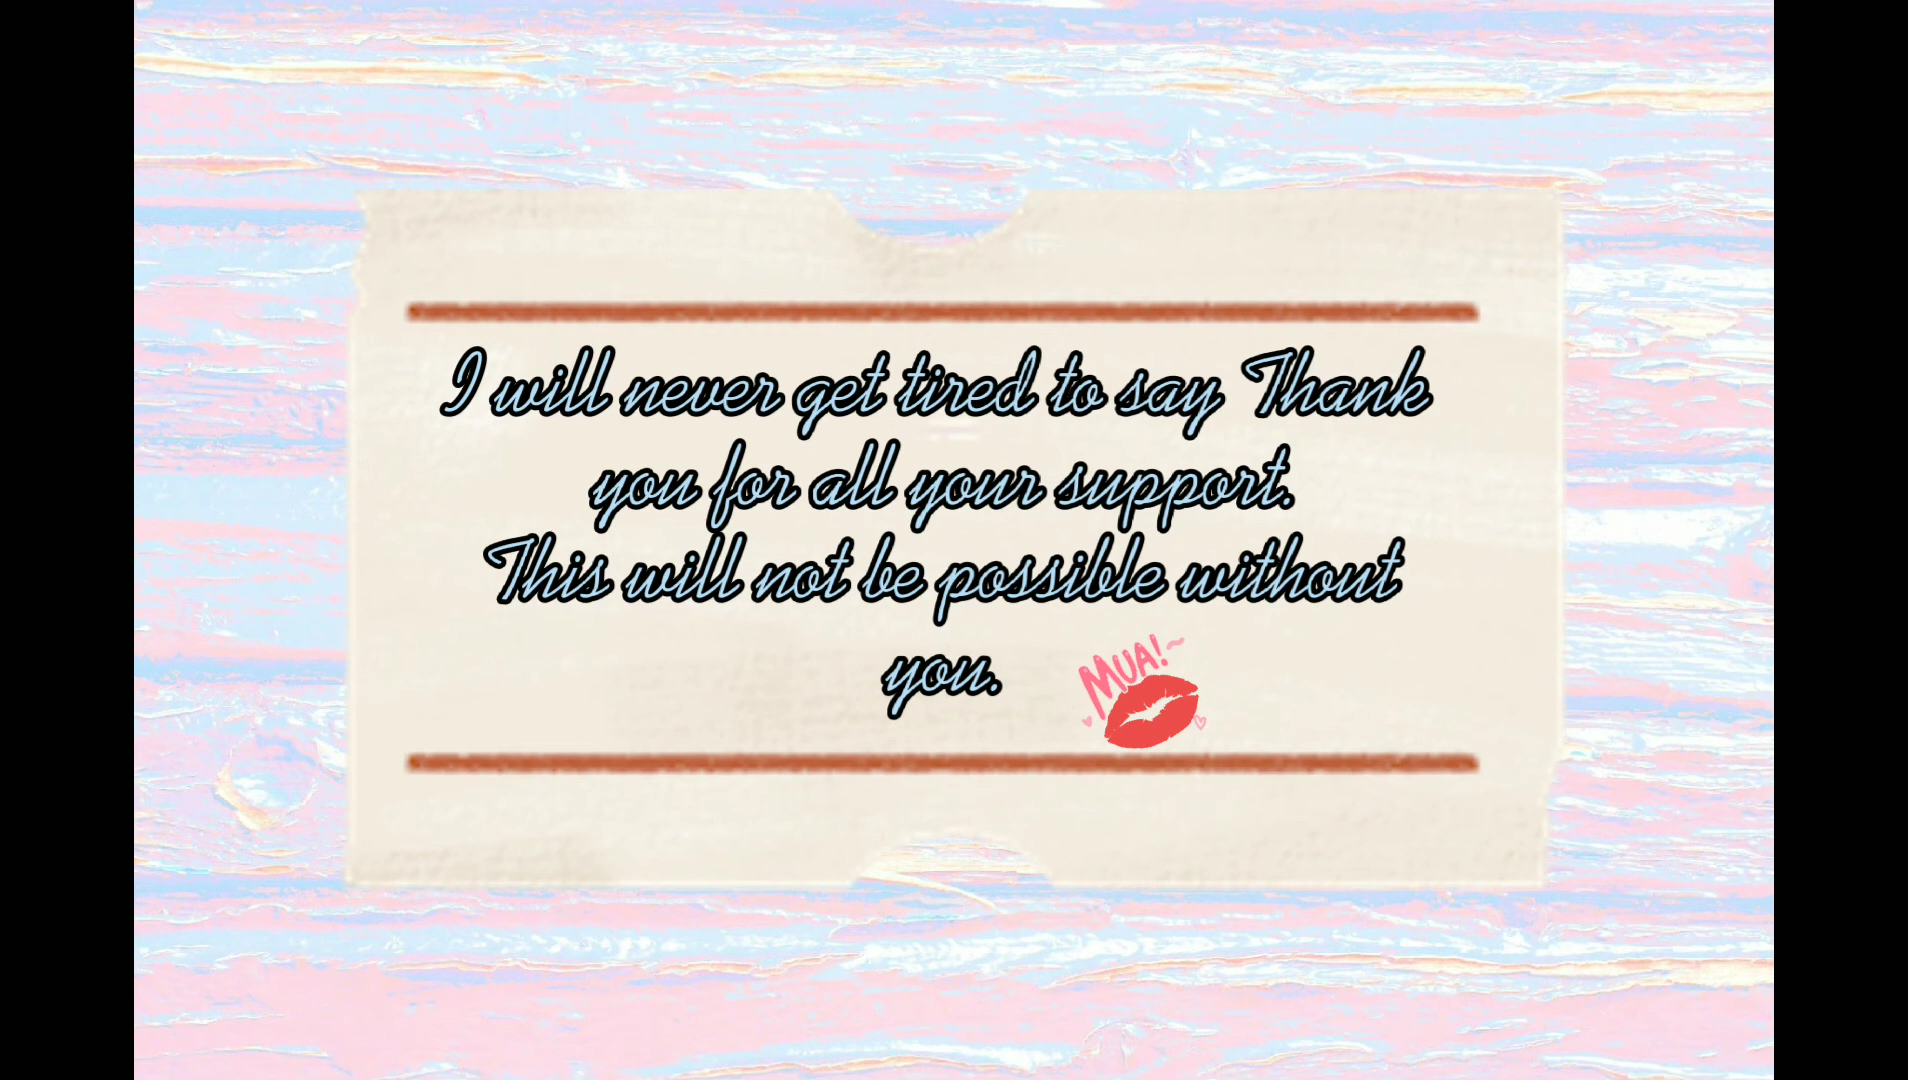 I will never get tired to say Thank
you for all your support.
This will not be possible without
you.
MUA!~